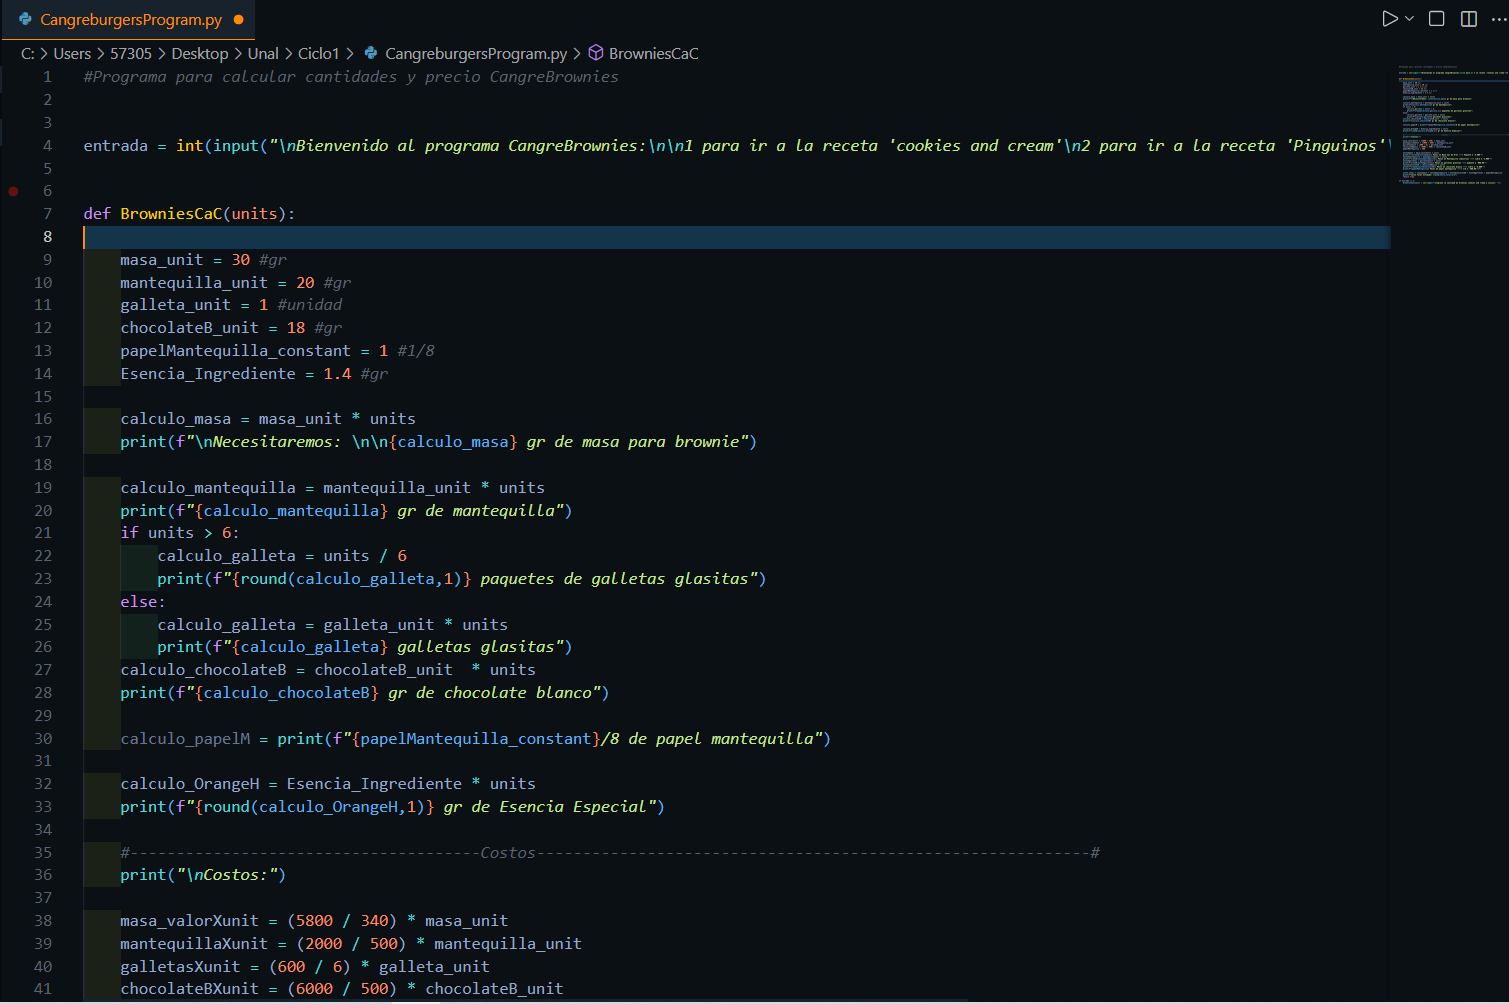 CangreburgersProgram.py
C: > Users > 57305 > Desktop > Unal > Ciclo1 > CangreburgersProgram.py > BrowniesCaC
1 #Programa para calcular cantidades y precio CangreBrownies
2
3
4 entrada = int(input("\nBienvenido al programa CangreBrownies:\n\n1 para ir a la receta 'cookies and cream'\n2 para ir a la receta 'Pinguinos'\
5
6
7 def BrowniesCaC(units):
8
9 masa_unit = 30 #gr
10 mantequilla_unit = 20 #gr
11 galleta_unit = 1 #unidad
12 chocolateB_unit = 18 #gr
13 papelMantequilla_constant = 1 #1/8
14 Esencia_Ingrediente = 1.4 #gr
15
16 calculo_masa = masa_unit * units
17 print(f"\nNecesitaremos: \n\n{calculo_masa} gr de masa para brownie")
18
19 calculo_mantequilla = mantequilla_unit * units
20 print(f"{calculo_mantequilla} gr de mantequilla")
21 if units > 6:
22 calculo_galleta = units / 6
23 print(f"{round(calculo_galleta,1)} paquetes de galletas glasitas")
24 else:
25 calculo_galleta = galleta_unit * units
26 print(f"{calculo_galleta} galletas glasitas")
27 calculo_chocolateB = chocolateB_unit  * units
28 print(f"{calculo_chocolateB} gr de chocolate blanco")
29
30 calculo_papelM = print(f"{papelMantequilla_constant}/8 de papel mantequilla")
31
32 calculo_OrangeH = Esencia_Ingrediente * units
33 print(f"{round(calculo_OrangeH,1)} gr de Esencia Especial")
34
35 #--------------------------------------Costos------------------------------------------------------------#
36 print("\nCostos:")
37
38 masa_valorXunit = (5800 / 340) * masa_unit
39 mantequillaXunit = (2000 / 500) * mantequilla_unit
40 galletasXunit = (600 / 6) * galleta_unit
41 chocolateBXunit = (6000 / 500) * chocolateB_unit